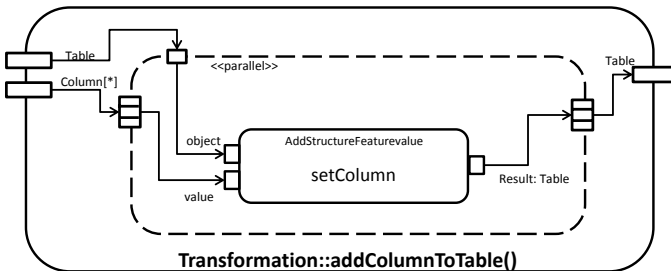 Table
<<parallel>>
Table
Column[*]
object
AddStructureFeaturevalue
setColumn
value
Result: Table
Transformation::addColumnToTable()